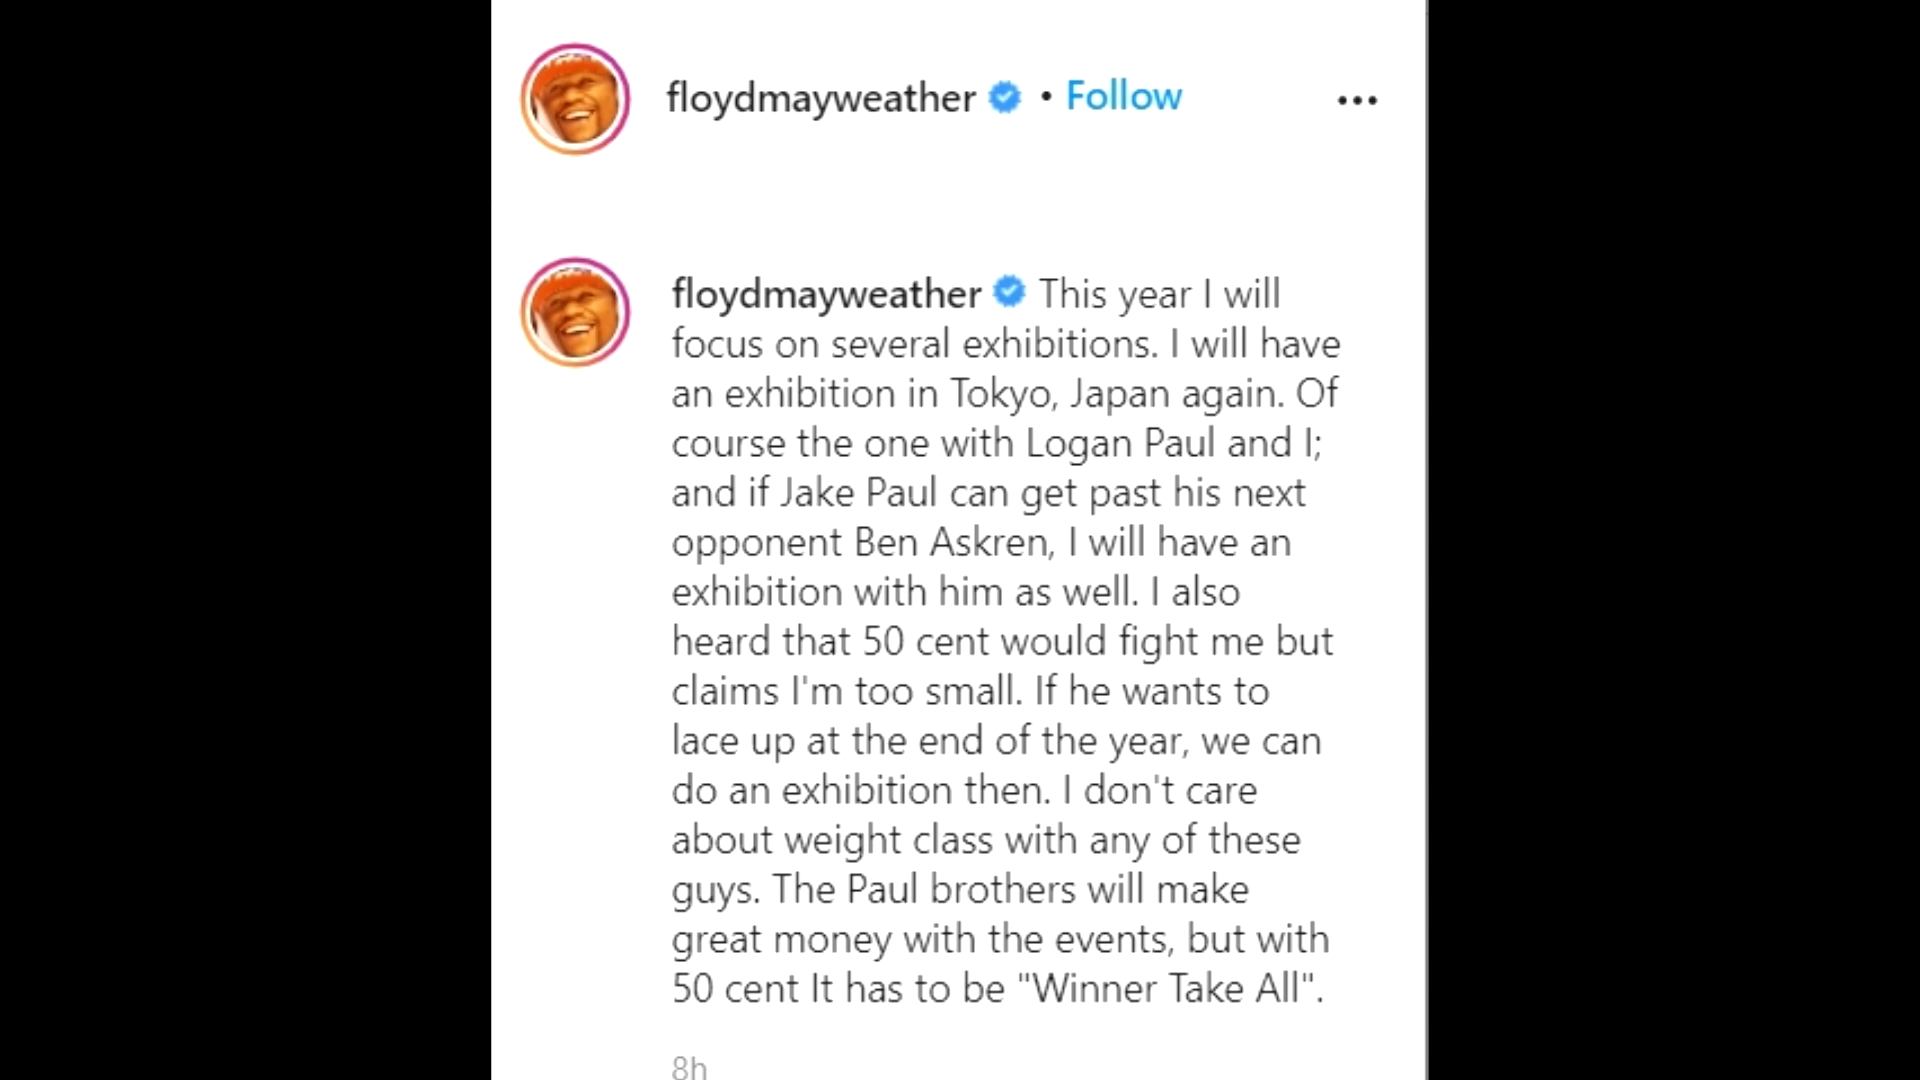 floydmayweather • Follow
floydmayweather This year I will
focus on several exhibitions. I will have
an exhibition in Tokyo, Japan again. Of
course the one with Logan Paul and I;
and if Jake Paul can get past his next
opponent Ben Askren, I will have an
exhibition with him as well. I also
heard that 50 cent would fight me but
claims I'm too small. If he wants to
lace up at the end of the year, we can
do an exhibition then. I don't care
about weight class with any of these
guys. The Paul brothers will make
great money with the events, but with
50 cent It has to be "Winner Take All".
8h